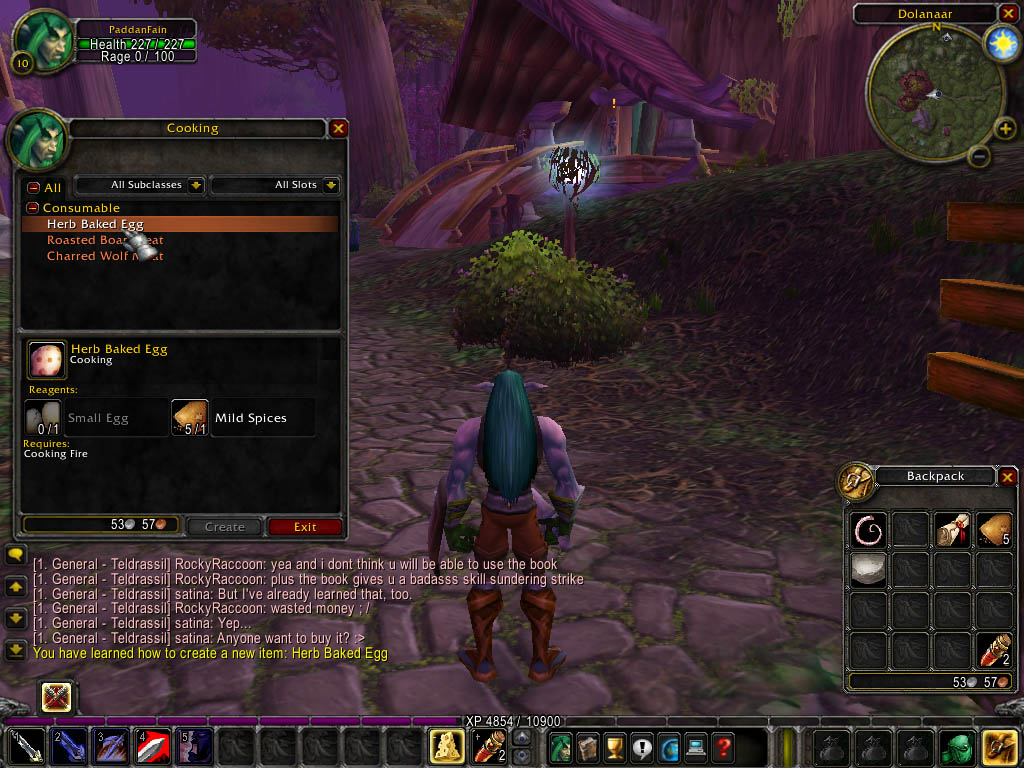 PaddanFain
Health 227 / 227
Rage 0 / 100
10
Dolanaar
N
Cooking
All
All Subclasses
All Slots
Consumable
Herb Baked Egg
Roasted Boar Meat
Charred Wolf Meat
Herb Baked Egg
Cooking
Reagents:
0/1
Small Egg
5/1
Mild Spices
Requires:
Cooking Fire
53 57
Create
Exit
Backpack
5
2
53 57
[1. General - Teldrassil] RockyRaccoon: yea and i dont think u will be able to use the book
[1. General - Teldrassil] RockyRaccoon: plus the book gives u a badasss skill sundering strike
[1. General - Teldrassil] satina: But I've already learned that, too.
[1. General - Teldrassil] RockyRaccoon: wasted money ; /
[1. General - Teldrassil] satina: Yep...
[1. General - Teldrassil] satina: Anyone want to buy it? :>
You have learned how to create a new item: Herb Baked Egg
XP 4854 / 10900
1 2 3 4 5
2